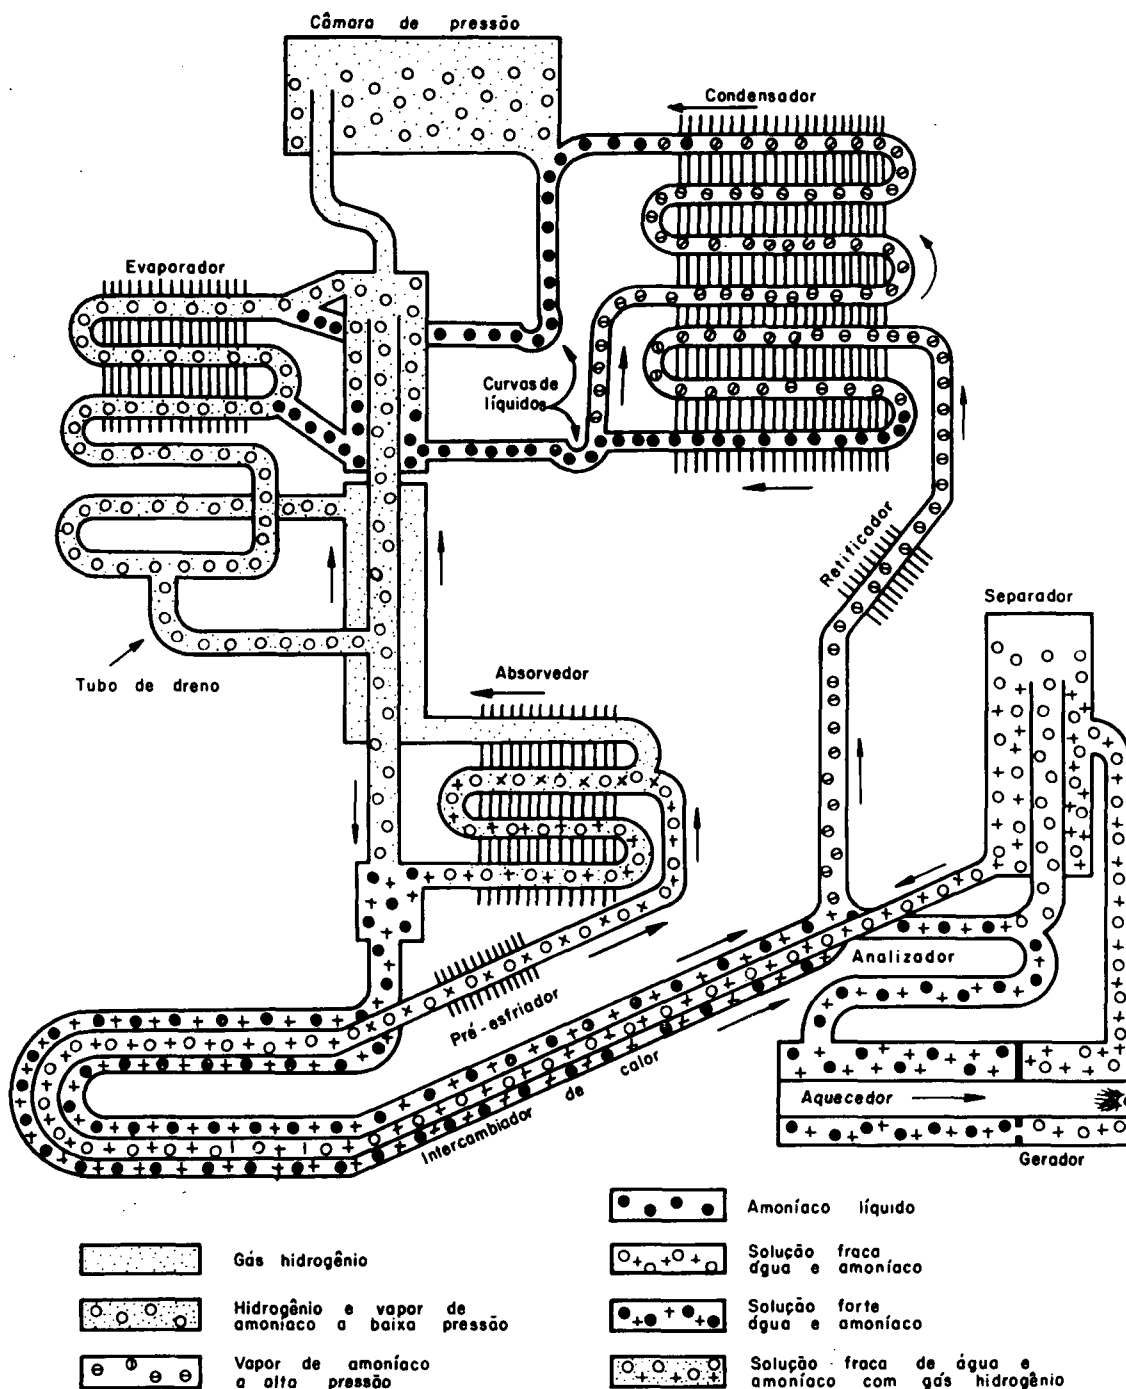 Câmara de pressão
Condensador
Evaporador
Curvas de
líquidos
Retificador
Separador
Tubo de dreno
Absorvedor
Analizador
Pré-esfriador
Intercambiador de calor
Aquecedor
Gerador
Gás hidrogênio
Hidrogênio e vapor de
amoníaco a baixa pressão
Vapor de amoníaco
a alta pressão
Amoníaco líquido
Solução fraca
água e amoníaco
Solução forte
água e amoníaco
Solução fraca de água e
amoníaco com gás hidrogênio